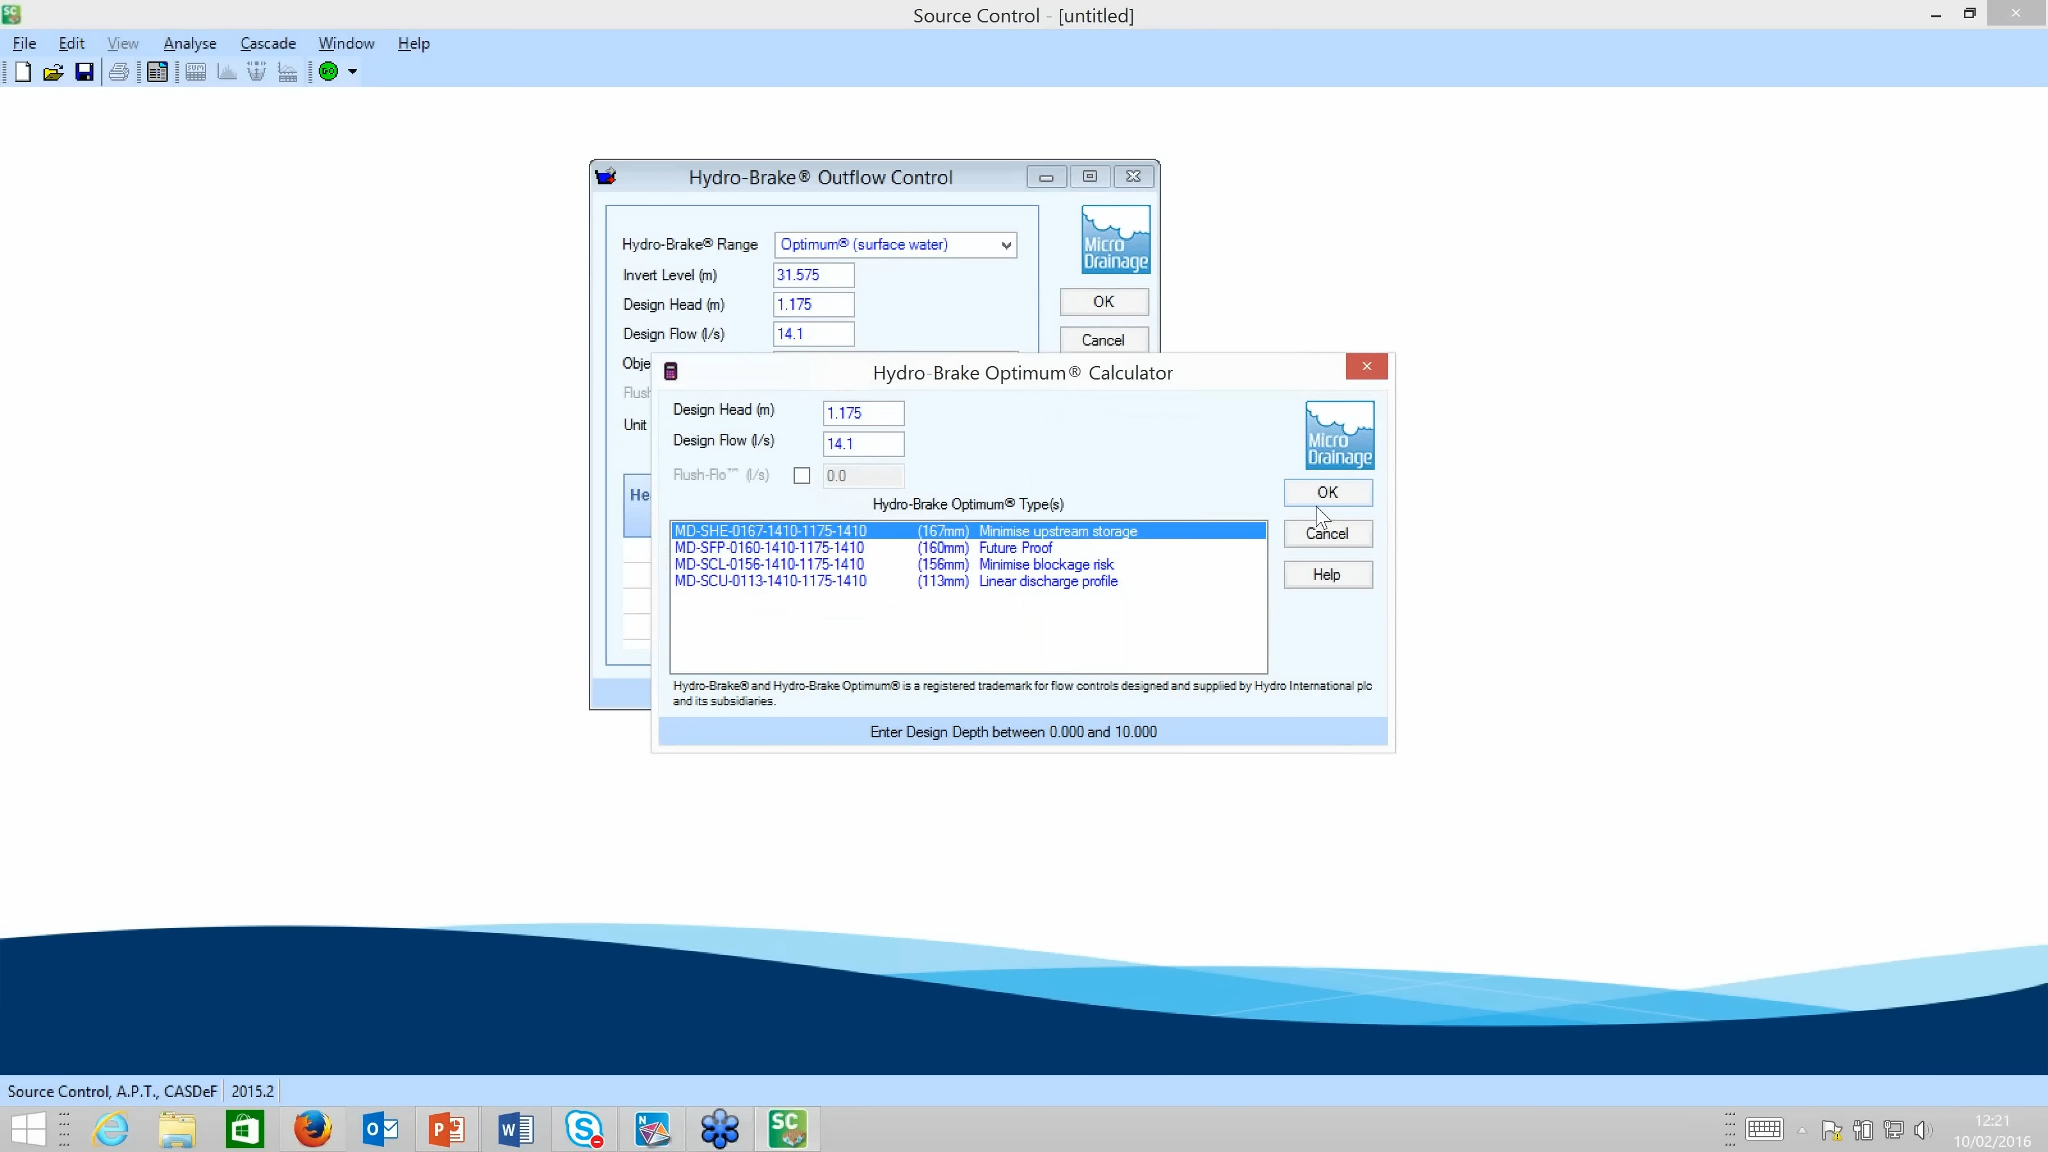 SC
Source Control - [untitled]
File Edit View Analyse Cascade Window Help
SUM
GO
Hydro-Brake® Outflow Control
Hydro-Brake® Range Optimum® (surface water)
Invert Level (m) 31.575
Design Head (m) 1.175
Design Flow (l/s) 14.1
Obje
Flush
Unit
He
Micro
Drainage
OK
Cancel
Hydro-Brake Optimum® Calculator
Design Head (m) 1.175
Design Flow (l/s) 14.1
Flush-Flo™ (l/s) 0.0
Hydro-Brake Optimum® Type(s)
MD-SHE-0167-1410-1175-1410 (167mm) Minimise upstream storage
MD-SFP-0160-1410-1175-1410 (160mm) Future Proof
MD-SCL-0156-1410-1175-1410 (156mm) Minimise blockage risk
MD-SCU-0113-1410-1175-1410 (113mm) Linear discharge profile
Micro
Drainage
OK
Cancel
Help
Hydro-Brake® and Hydro-Brake Optimum® is a registered trademark for flow controls designed and supplied by Hydro International plc
and its subsidiaries.
Enter Design Depth between 0.000 and 10.000
Source Control, A.P.T., CASDeF 2015.2
SC
12:21
10/02/2016